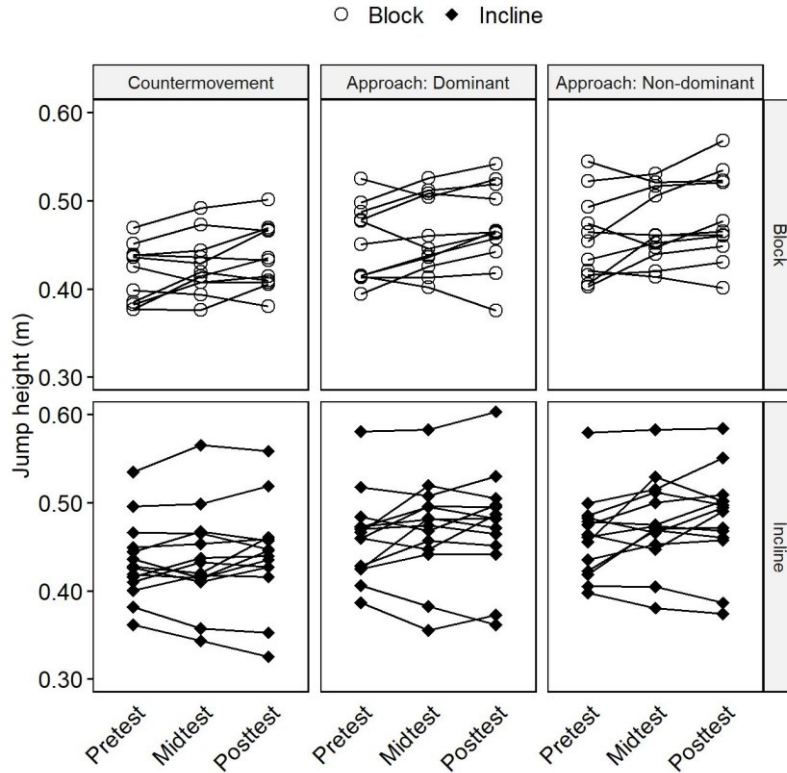 Block Incline
Countermovement Approach: Dominant Approach: Non-dominant
Jump height (m)
0.60
0.50
0.40
0.30
Block
0.60
0.50
0.40
0.30
Incline
Pretest Midtest Posttest Pretest Midtest Posttest Pretest Midtest Posttest